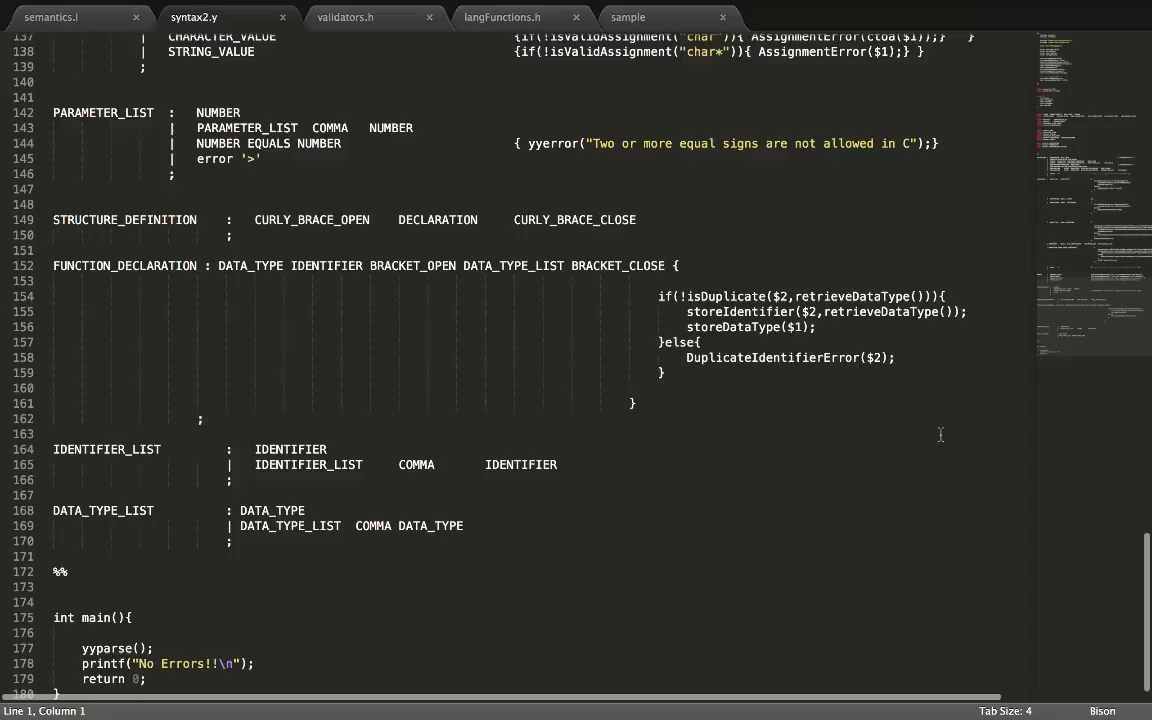 semantics.l × syntax2.y × validators.h × langFunctions.h × sample ×
137 | CHARACTER_VALUE {if(!isValidAssignment("char")){ AssignmentError(ctoa($1));} }
138 | STRING_VALUE {if(!isValidAssignment("char*")){ AssignmentError($1);} }
139 ;
140
141
142 PARAMETER_LIST : NUMBER
143 | PARAMETER_LIST COMMA NUMBER
144 | NUMBER EQUALS NUMBER { yyerror("Two or more equal signs are not allowed in C");}
145 | error '>'
146 ;
147
148
149 STRUCTURE_DEFINITION : CURLY_BRACE_OPEN DECLARATION CURLY_BRACE_CLOSE
150 ;
151
152 FUNCTION_DECLARATION : DATA_TYPE IDENTIFIER BRACKET_OPEN DATA_TYPE_LIST BRACKET_CLOSE {
153
154 if(!isDuplicate($2,retrieveDataType())){
155 storeIdentifier($2,retrieveDataType());
156 storeDataType($1);
157 }else{
158 DuplicateIdentifierError($2);
159 }
160
161 }
162 ;
163
164 IDENTIFIER_LIST : IDENTIFIER
165 | IDENTIFIER_LIST COMMA IDENTIFIER
166 ;
167
168 DATA_TYPE_LIST : DATA_TYPE
169 | DATA_TYPE_LIST COMMA DATA_TYPE
170 ;
171
172 %%
173
174
175 int main(){
176
177 yyparse();
178 printf("No Errors!!\n");
179 return 0;
180 }
Line 1, Column 1 Tab Size: 4 Bison